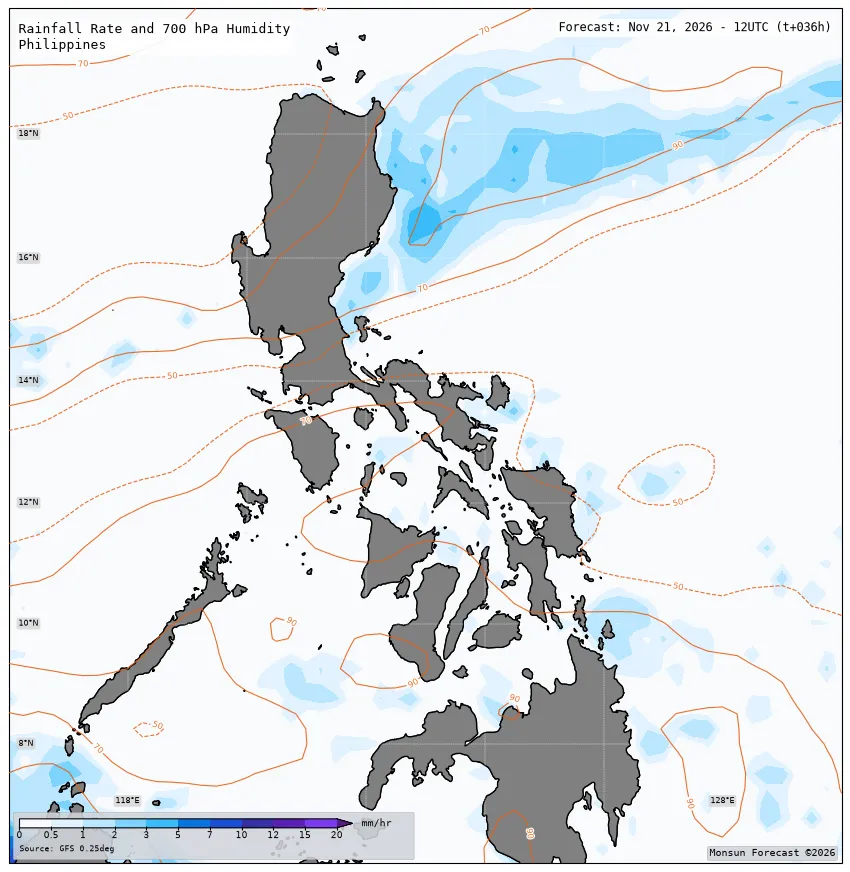 Rainfall Rate and 700 hPa Humidity
Philippines
Forecast: Nov 21, 2026 - 12UTC (t+036h)
70
70
70
50
18°N
90
16°N
70
50
14°N
70
50
12°N
50
10°N
90
90
90
50
70
8°N
118°E
128°E
90
90
mm/hr
0 0.5 1 2 3 5 7 10 12 15 20
Source: GFS 0.25deg
Monsun Forecast ©2026